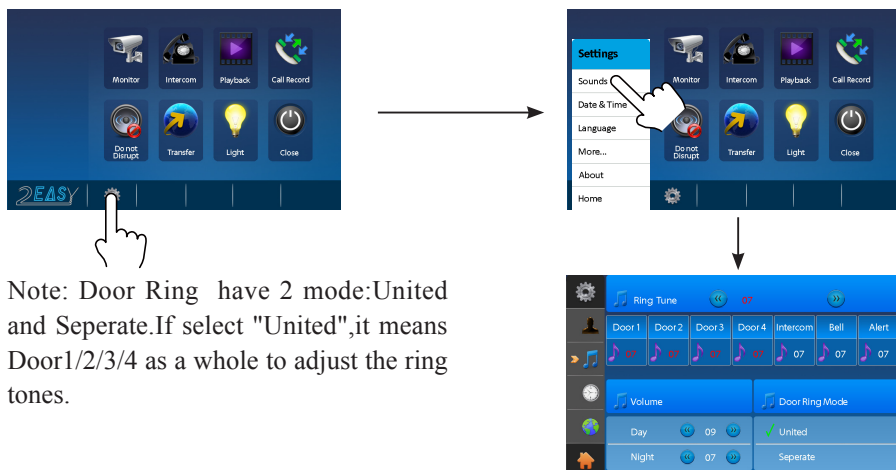 Monitor Intercom Playback Call Record
Do not
Disrupt Transfer Light Close
2EASY
Settings
Sounds
Date & Time
Language
More...
About
Home
Monitor Intercom Playback Call Record
Do not
Disrupt Transfer Light Close
Note: Door Ring have 2 mode:United
and Seperate.If select "United",it means
Door1/2/3/4 as a whole to adjust the ring
tones.
Ring Tune 07
Door 1 Door 2 Door 3 Door 4 Intercom Bell Alert
07 07 07
Volume Door Ring Mode
Day 09 United
Night 07 Seperate